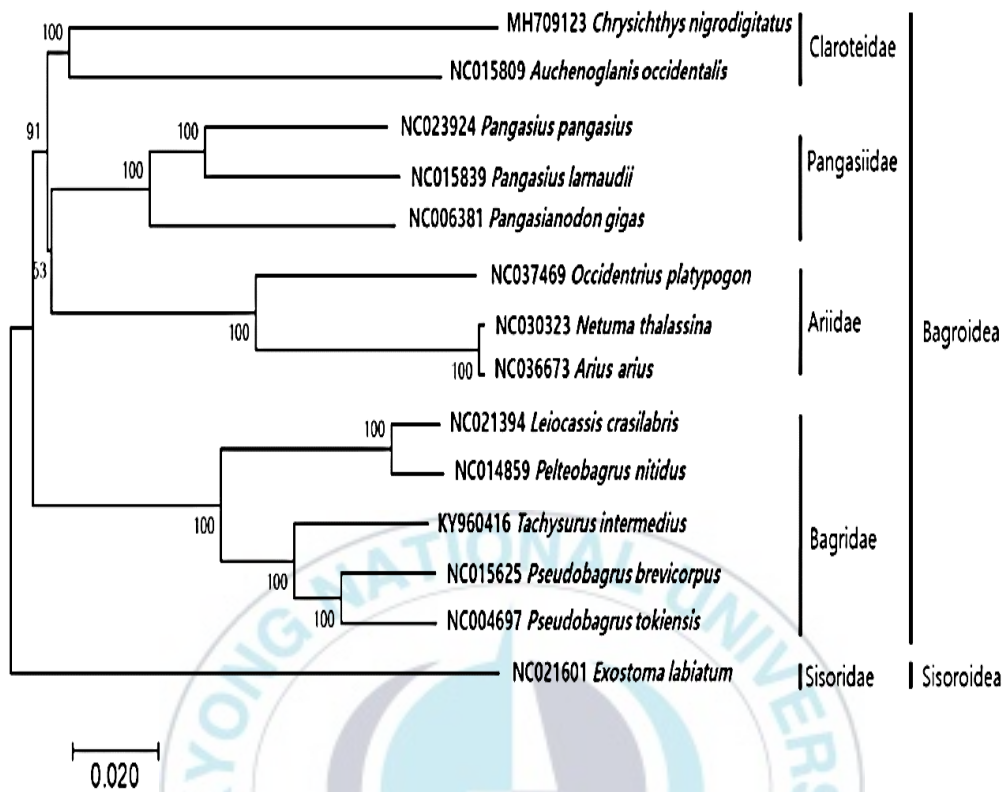 100
MH709123 Chrysichthys nigrodigitatus
Claroteidae
NC015809 Auchenoglanis occidentalis
91
100
NC023924 Pangasius pangasius
100
NC015839 Pangasius larnaudii
Pangasiidae
NC006381 Pangasianodon gigas
53
NC037469 Occidentrius platypogon
100
NC030323 Netuma thalassina
Ariidae
Bagroidea
100
NC036673 Arius arius
100
NC021394 Leiocassis crasilabris
NC014859 Pelteobagrus nitidus
100
KY960416 Tachysurus intermedius
Bagridae
100
NC015625 Pseudobagrus brevicorpus
100
NC004697 Pseudobagrus tokiensis
NC021601 Exostoma labiatum
Sisoridae
Sisoroidea
0.020
YONG NATIONAL UNIVERS